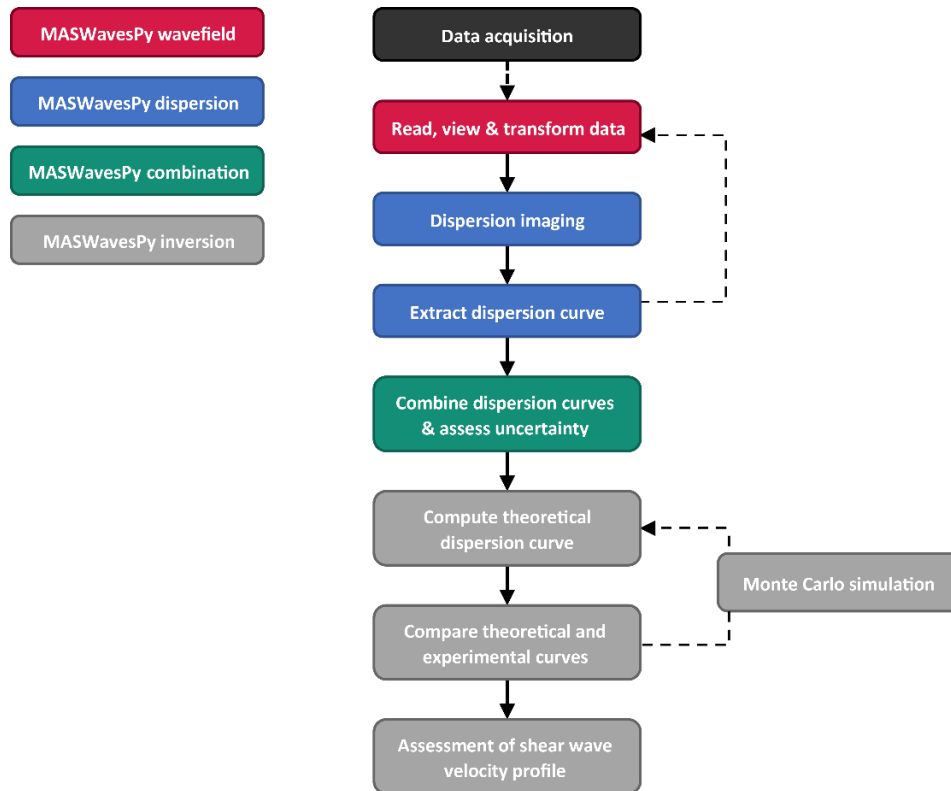 MASWavesPy wavefield
MASWavesPy dispersion
MASWavesPy combination
MASWavesPy inversion
Data acquisition
Read, view & transform data
Dispersion imaging
Extract dispersion curve
Combine dispersion curves
& assess uncertainty
Compute theoretical
dispersion curve
Monte Carlo simulation
Compare theoretical and
experimental curves
Assessment of shear wave
velocity profile